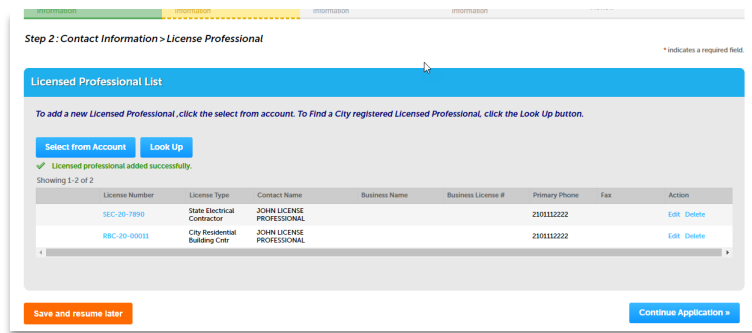 Information Information Information Information
Step 2 : Contact Information > License Professional
* indicates a required field.
Licensed Professional List
To add a new Licensed Professional ,click the select from account. To Find a City registered Licensed Professional, click the Look Up button.
Select from Account Look Up
Licensed professional added successfully.
Showing 1-2 of 2
License Number License Type Contact Name Business Name Business License # Primary Phone Fax Action
SEC-20-7890 State Electrical Contractor JOHN LICENSE PROFESSIONAL 2101112222 Edit Delete
RBC-20-00011 City Residential Building Cntr JOHN LICENSE PROFESSIONAL 2101112222 Edit Delete
Save and resume later Continue Application »